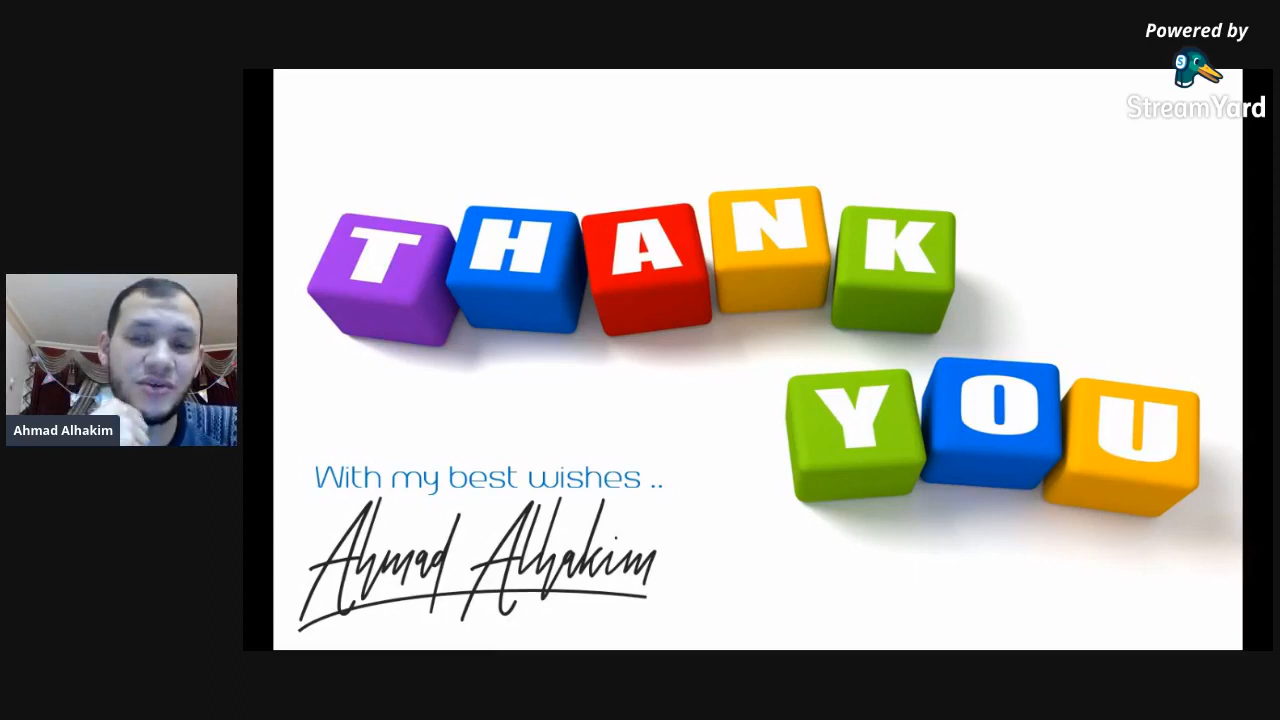 Powered by
StreamYard
THANK
YOU
With my best wishes ..
Ahmad Alhakim
Ahmad Alhakim